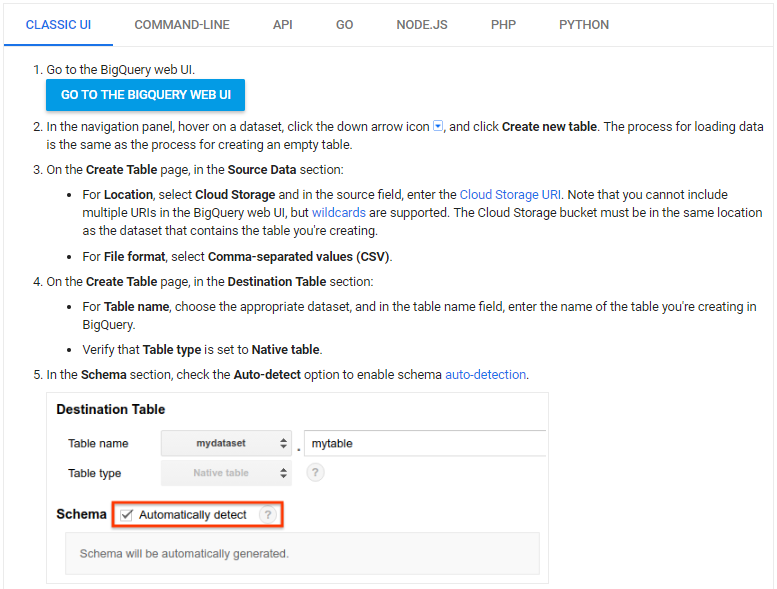 CLASSIC UI COMMAND-LINE API GO NODE.JS PHP PYTHON
1. Go to the BigQuery web UI.
GO TO THE BIGQUERY WEB UI
2. In the navigation panel, hover on a dataset, click the down arrow icon , and click Create new table. The process for loading data
is the same as the process for creating an empty table.
3. On the Create Table page, in the Source Data section:
• For Location, select Cloud Storage and in the source field, enter the Cloud Storage URI. Note that you cannot include
multiple URIs in the BigQuery web UI, but wildcards are supported. The Cloud Storage bucket must be in the same location
as the dataset that contains the table you're creating.
• For File format, select Comma-separated values (CSV).
4. On the Create Table page, in the Destination Table section:
• For Table name, choose the appropriate dataset, and in the table name field, enter the name of the table you're creating in
BigQuery.
• Verify that Table type is set to Native table.
5. In the Schema section, check the Auto-detect option to enable schema auto-detection.
Destination Table
Table name mydataset . mytable
Table type Native table ?
Schema Automatically detect ?
Schema will be automatically generated.